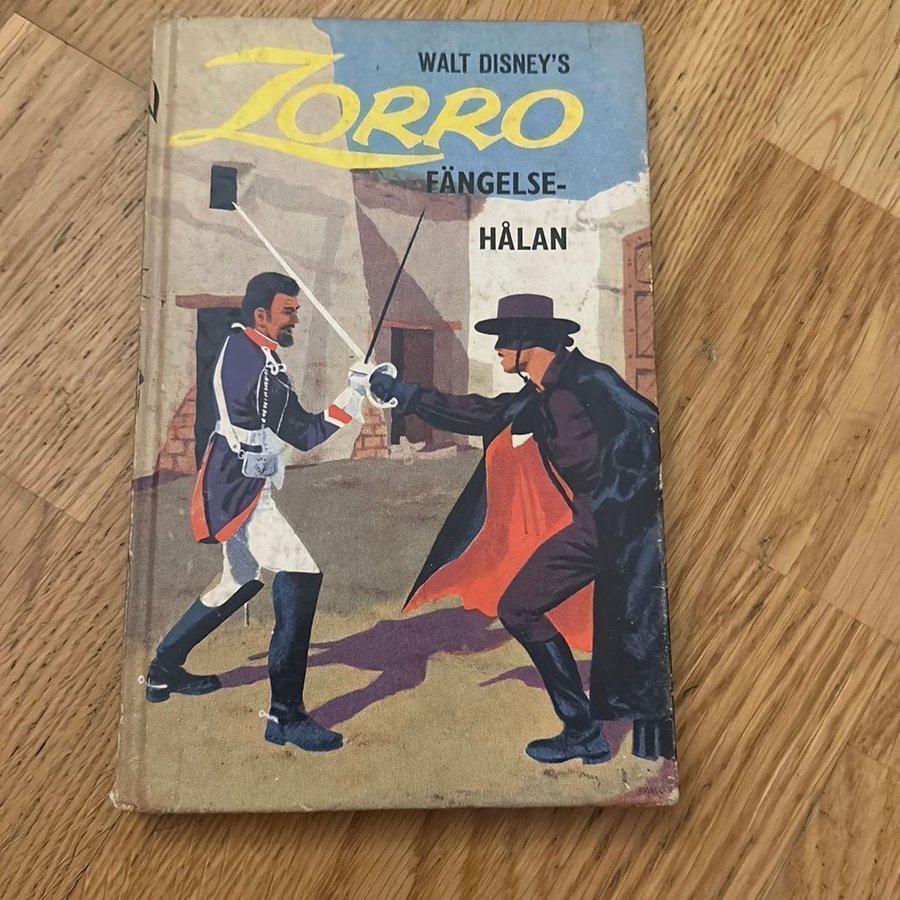 WALT DISNEY'S
ZORRO
FÄNGELSE-
HÅLAN